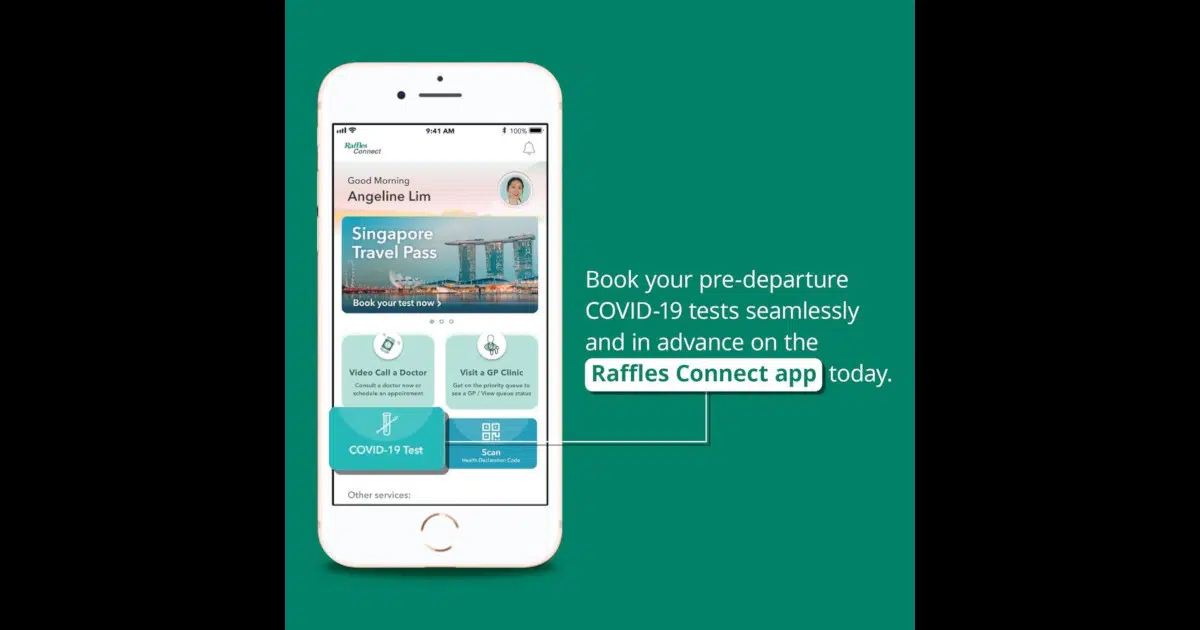 9:41 AM
100%
Raffles
Connect
Good Morning
Angeline Lim
Singapore
Travel Pass
Book your test now >
Video Call a Doctor
Consult a doctor now or
schedule an appointment
Visit a GP Clinic
Get on the priority queue to
see a GP / View queue status
COVID-19 Test
Scan
Health Declaration Code
Other services:
Book your pre-departure
COVID-19 tests seamlessly
and in advance on the
Raffles Connect app today.